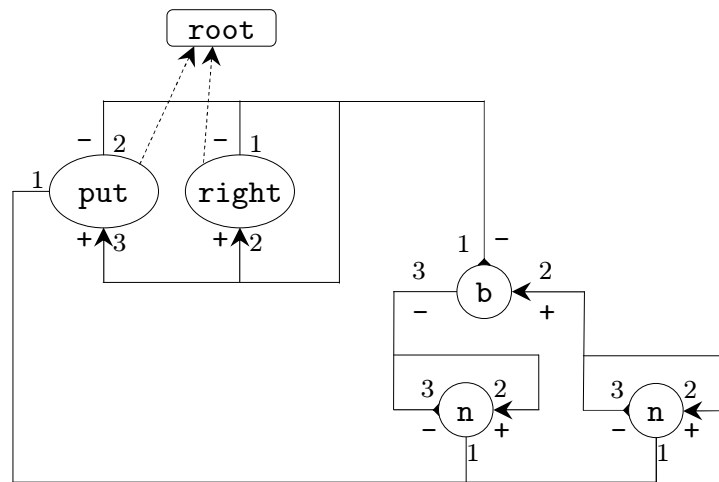 root
- 2 - 1
1 put right
+ 3 + 2
1 -
3 b 2
- +
3 n 2 3 n 2
- + - +
1 1